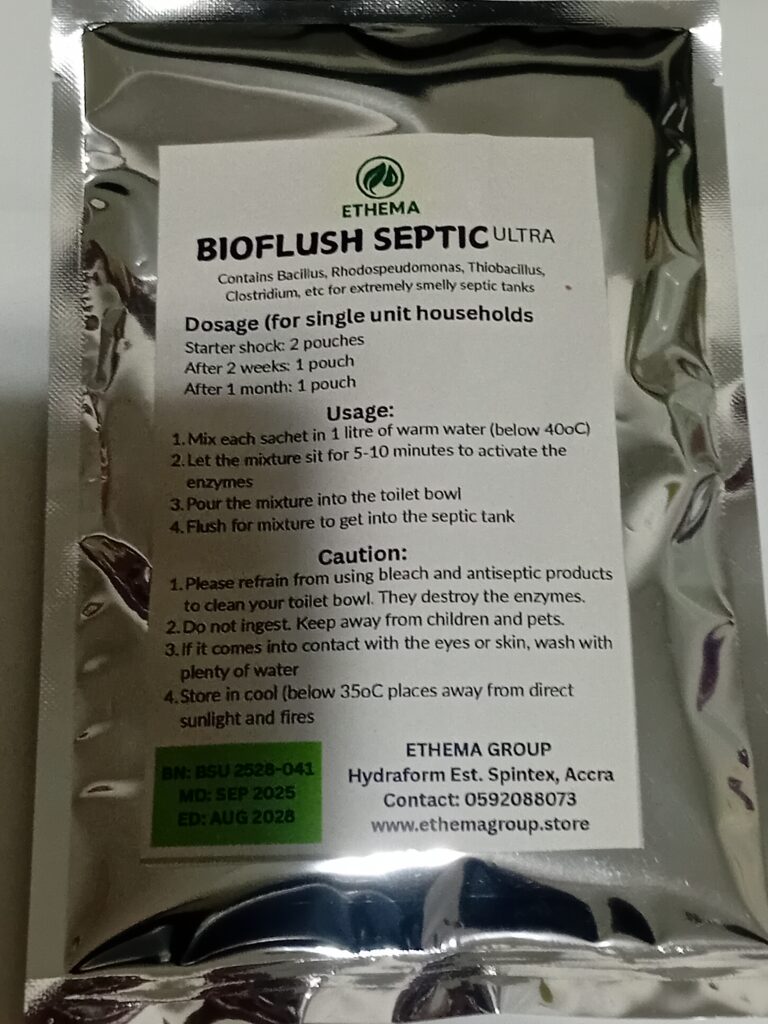 ETHEMA
BIOFLUSH SEPTIC ULTRA
Contains Bacillus, Rhodospeudomonas, Thiobacillus,
Clostridium, etc for extremely smelly septic tanks
Dosage (for single unit households
Starter shock: 2 pouches
After 2 weeks: 1 pouch
After 1 month: 1 pouch
Usage:
1. Mix each sachet in 1 litre of warm water (below 40oC)
2. Let the mixture sit for 5-10 minutes to activate the
enzymes
3. Pour the mixture into the toilet bowl
4. Flush for mixture to get into the septic tank
Caution:
1. Please refrain from using bleach and antiseptic products
to clean your toilet bowl. They destroy the enzymes.
2. Do not ingest. Keep away from children and pets.
3. If it comes into contact with the eyes or skin, wash with
plenty of water
4. Store in cool (below 35oC places away from direct
sunlight and fires
BN: BSU 2528-041
MD: SEP 2025
ED: AUG 2028
ETHEMA GROUP
Hydraform Est. Spintex, Accra
Contact: 0592088073
www.ethemagroup.store